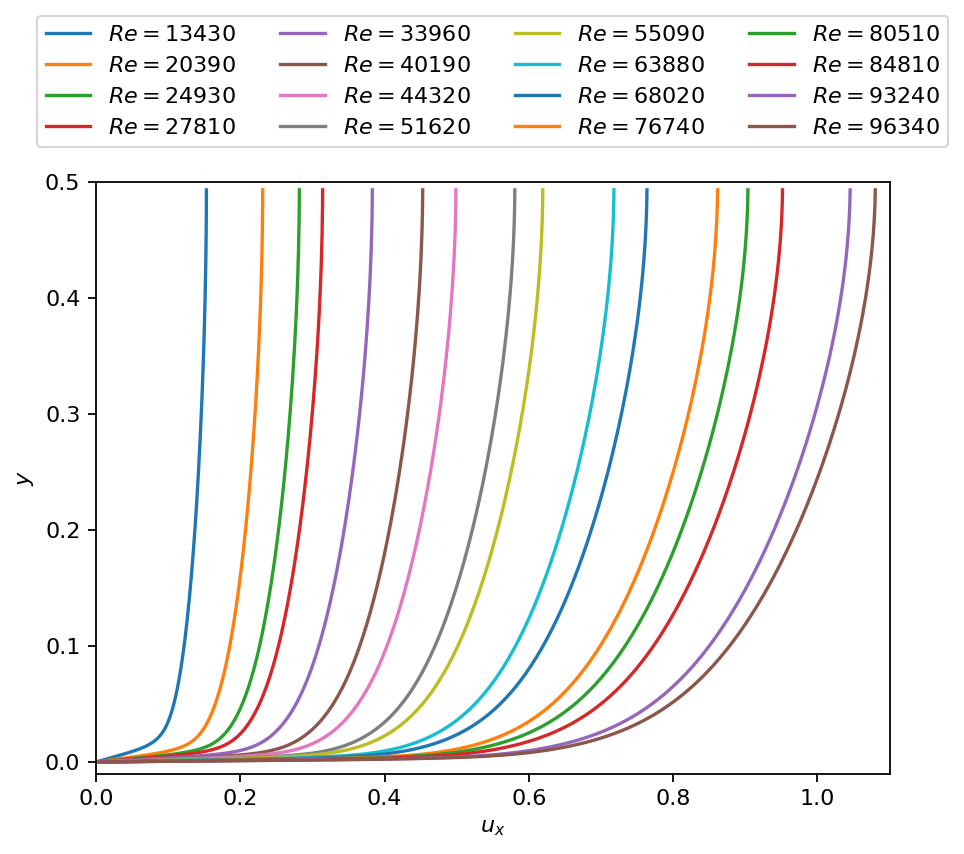 Re = 13430 Re = 33960 Re = 55090 Re = 80510
Re = 20390 Re = 40190 Re = 63880 Re = 84810
Re = 24930 Re = 44320 Re = 68020 Re = 93240
Re = 27810 Re = 51620 Re = 76740 Re = 96340
0.5
0.4
0.3
y
0.2
0.1
0.0
0.0 0.2 0.4 0.6 0.8 1.0
uₓ